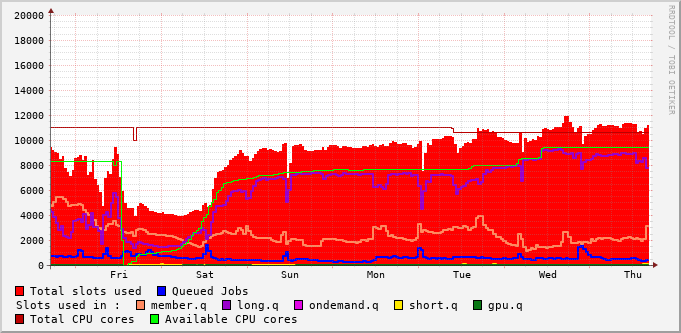 20000
18000
16000
14000
12000
10000
8000
6000
4000
2000
0
Fri Sat Sun Mon Tue Wed Thu
RRDTOOL / TOBI OETIKER
Total slots used Queued Jobs
Slots used in : member.q long.q ondemand.q short.q gpu.q
Total CPU cores Available CPU cores